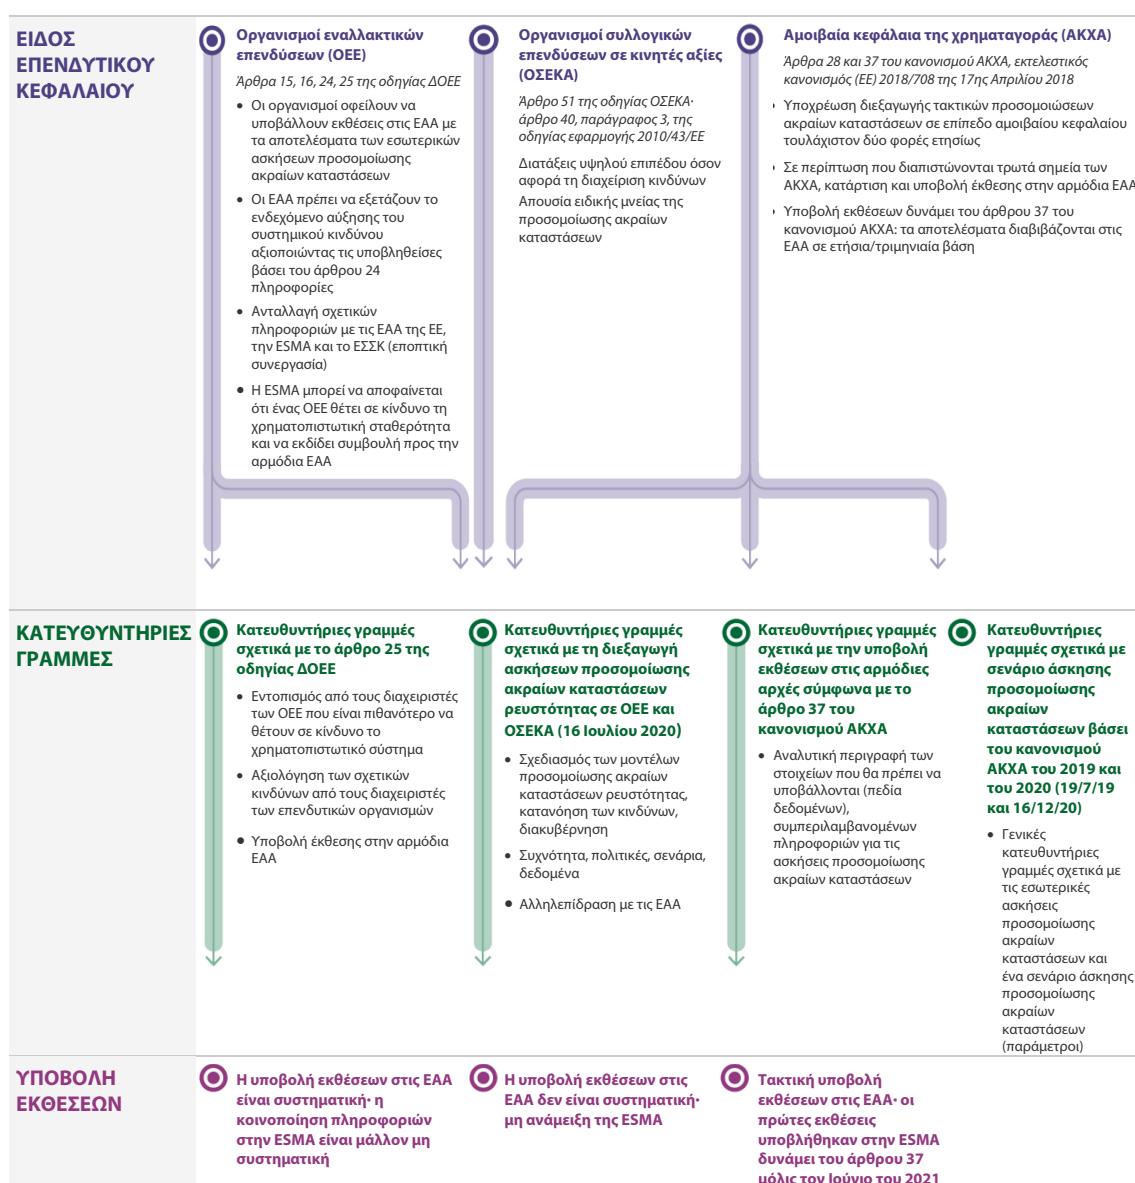 ΕΙΔΟΣ
ΕΠΕΝΔΥΤΙΚΟΥ
ΚΕΦΑΛΑΙΟΥ
Οργανισμοί εναλλακτικών
επενδύσεων (ΟΕΕ)
Άρθρα 15, 16, 24, 25 της οδηγίας ΔΟΕΕ
• Οι οργανισμοί οφείλουν να
υποβάλλουν εκθέσεις στις ΕΑΑ με
τα αποτελέσματα των εσωτερικών
ασκήσεων προσομοίωσης
ακραίων καταστάσεων
• Οι ΕΑΑ πρέπει να εξετάζουν το
ενδεχόμενο αύξησης του
συστημικού κινδύνου
αξιοποιώντας τις υποβληθείσες
βάσει του άρθρου 24
πληροφορίες
• Ανταλλαγή σχετικών
πληροφοριών με τις ΕΑΑ της ΕΕ,
την ESMA και το ΕΣΣΚ (εποπτική
συνεργασία)
• Η ESMA μπορεί να αποφαίνεται
ότι ένας ΟΕΕ θέτει σε κίνδυνο τη
χρηματοπιστωτική σταθερότητα
και να εκδίδει συμβουλή προς την
αρμόδια ΕΑΑ
Οργανισμοί συλλογικών
επενδύσεων σε κινητές αξίες
(ΟΣΕΚΑ)
Άρθρο 51 της οδηγίας ΟΣΕΚΑ·
άρθρο 40, παράγραφος 3, της
οδηγίας εφαρμογής 2010/43/ΕΕ
Διατάξεις υψηλού επιπέδου όσον
αφορά τη διαχείριση κινδύνων
Απουσία ειδικής μνείας της
προσομοίωσης ακραίων
καταστάσεων
Αμοιβαία κεφάλαια της χρηματαγοράς (ΑΚΧΑ)
Άρθρα 28 και 37 του κανονισμού ΑΚΧΑ, εκτελεστικός
κανονισμός (ΕΕ) 2018/708 της 17ης Απριλίου 2018
• Υποχρέωση διεξαγωγής τακτικών προσομοιώσεων
ακραίων καταστάσεων σε επίπεδο αμοιβαίου κεφαλαίου
τουλάχιστον δύο φορές ετησίως
• Σε περίπτωση που διαπιστώνονται τρωτά σημεία των
ΑΚΧΑ, κατάρτιση και υποβολή έκθεσης στην αρμόδια ΕΑΑ
• Υποβολή εκθέσεων δυνάμει του άρθρου 37 του
κανονισμού ΑΚΧΑ: τα αποτελέσματα διαβιβάζονται στις
ΕΑΑ σε ετήσια/τριμηνιαία βάση
ΚΑΤΕΥΘΥΝΤΗΡΙΕΣ
ΓΡΑΜΜΕΣ
Κατευθυντήριες γραμμές
σχετικά με το άρθρο 25 της
οδηγίας ΔΟΕΕ
• Εντοπισμός από τους διαχειριστές
των ΟΕΕ που είναι πιθανότερο να
θέτουν σε κίνδυνο το
χρηματοπιστωτικό σύστημα
• Αξιολόγηση των σχετικών
κινδύνων από τους διαχειριστές
των επενδυτικών οργανισμών
• Υποβολή έκθεσης στην αρμόδια
ΕΑΑ
Κατευθυντήριες γραμμές
σχετικά με τη διεξαγωγή
ασκήσεων προσομοίωσης
ακραίων καταστάσεων
ρευστότητας σε ΟΕΕ και
ΟΣΕΚΑ (16 Ιουλίου 2020)
• Σχεδιασμός των μοντέλων
προσομοίωσης ακραίων
καταστάσεων ρευστότητας,
κατανόηση των κινδύνων,
διακυβέρνηση
• Συχνότητα, πολιτικές, σενάρια,
δεδομένα
• Αλληλεπίδραση με τις ΕΑΑ
Κατευθυντήριες γραμμές
σχετικά με την υποβολή
εκθέσεων στις αρμόδιες
αρχές σύμφωνα με το
άρθρο 37 του
κανονισμού ΑΚΧΑ
• Αναλυτική περιγραφή των
στοιχείων που θα πρέπει να
υποβάλλονται (πεδία
δεδομένων),
συμπεριλαμβανομένων
πληροφοριών για τις
ασκήσεις προσομοίωσης
ακραίων καταστάσεων
Κατευθυντήριες
γραμμές σχετικά με
σενάριο άσκησης
προσομοίωσης
ακραίων
καταστάσεων βάσει
του κανονισμού
ΑΚΧΑ του 2019 και
του 2020 (19/7/19
και 16/12/20)
• Γενικές
κατευθυντήριες
γραμμές σχετικά με
τις εσωτερικές
ασκήσεις
προσομοίωσης
ακραίων
καταστάσεων και
ένα σενάριο άσκησης
προσομοίωσης
ακραίων
καταστάσεων
(παράμετροι)
ΥΠΟΒΟΛΗ
ΕΚΘΕΣΕΩΝ
Η υποβολή εκθέσεων στις ΕΑΑ
είναι συστηματική· η
κοινοποίηση πληροφοριών
στην ESMA είναι μάλλον μη
συστηματική
Η υποβολή εκθέσεων στις
ΕΑΑ δεν είναι συστηματική·
μη ανάμειξη της ESMA
Τακτική υποβολή
εκθέσεων στις ΕΑΑ· οι
πρώτες εκθέσεις
υποβλήθηκαν στην ESMA
δυνάμει του άρθρου 37
μόλις τον Ιούνιο του 2021